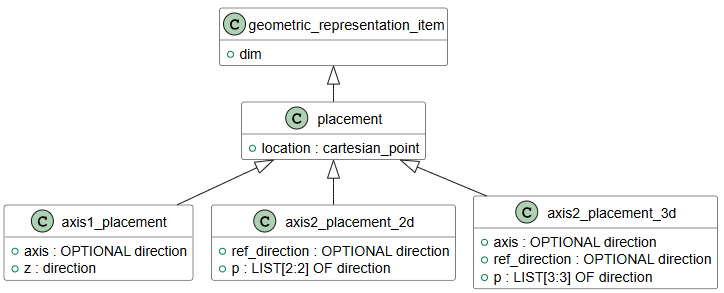 C geometric_representation_item
dim
C placement
location : cartesian_point
C axis1_placement
axis : OPTIONAL direction
z : direction
C axis2_placement_2d
ref_direction : OPTIONAL direction
p : LIST[2:2] OF direction
C axis2_placement_3d
axis : OPTIONAL direction
ref_direction : OPTIONAL direction
p : LIST[3:3] OF direction